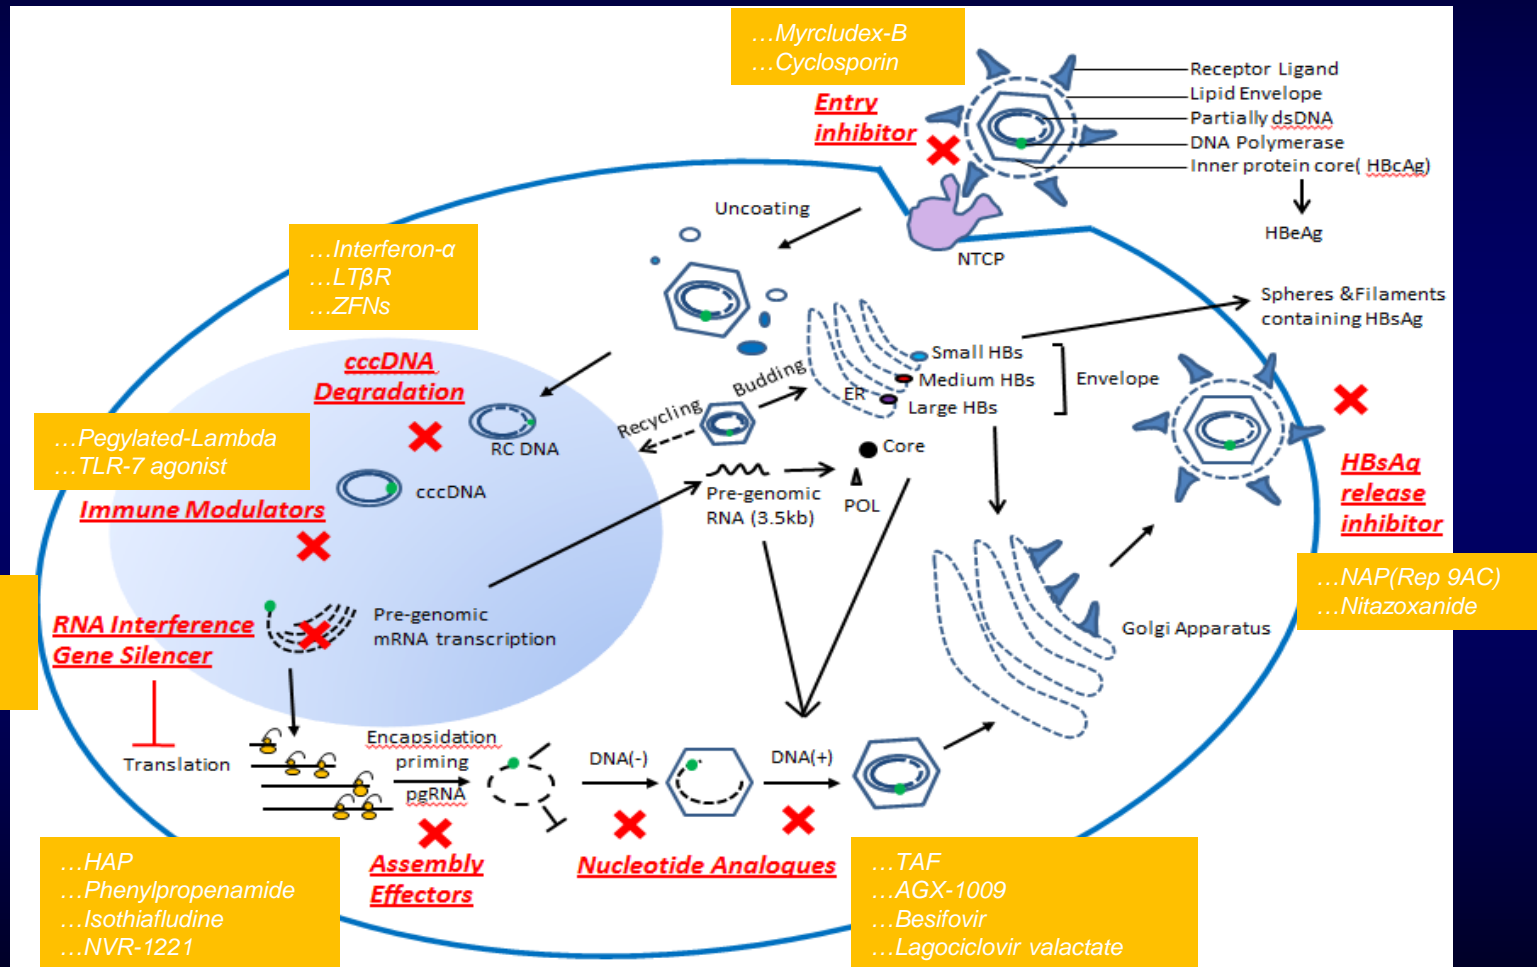 …Myrcludex-B
…Cyclosporin
Entry
inhibitor
Receptor Ligand
Lipid Envelope
Partially dsDNA
DNA Polymerase
Inner protein core( HBcAg)
HBeAg
NTCP
Uncoating
…Interferon-α
…LTβR
…ZFNs
cccDNA
Degradation
Spheres &Filaments
containing HBsAg
Small HBs
Medium HBs
Large HBs
Envelope
ER
Budding
Recycling
RC DNA
cccDNA
…Pegylated-Lambda
…TLR-7 agonist
Immune Modulators
Core
POL
Pre-genomic
RNA (3.5kb)
HBsAg
release
inhibitor
…NAP(Rep 9AC)
…Nitazoxanide
RNA Interference
Gene Silencer
Pre-genomic
mRNA transcription
Golgi Apparatus
Translation
Encapsidation
priming
pgRNA
DNA(-)
DNA(+)
…HAP
…Phenylpropenamide
…Isothiafludine
…NVR-1221
Assembly
Effectors
Nucleotide Analogues
…TAF
…AGX-1009
…Besifovir
…Lagociclovir valactate